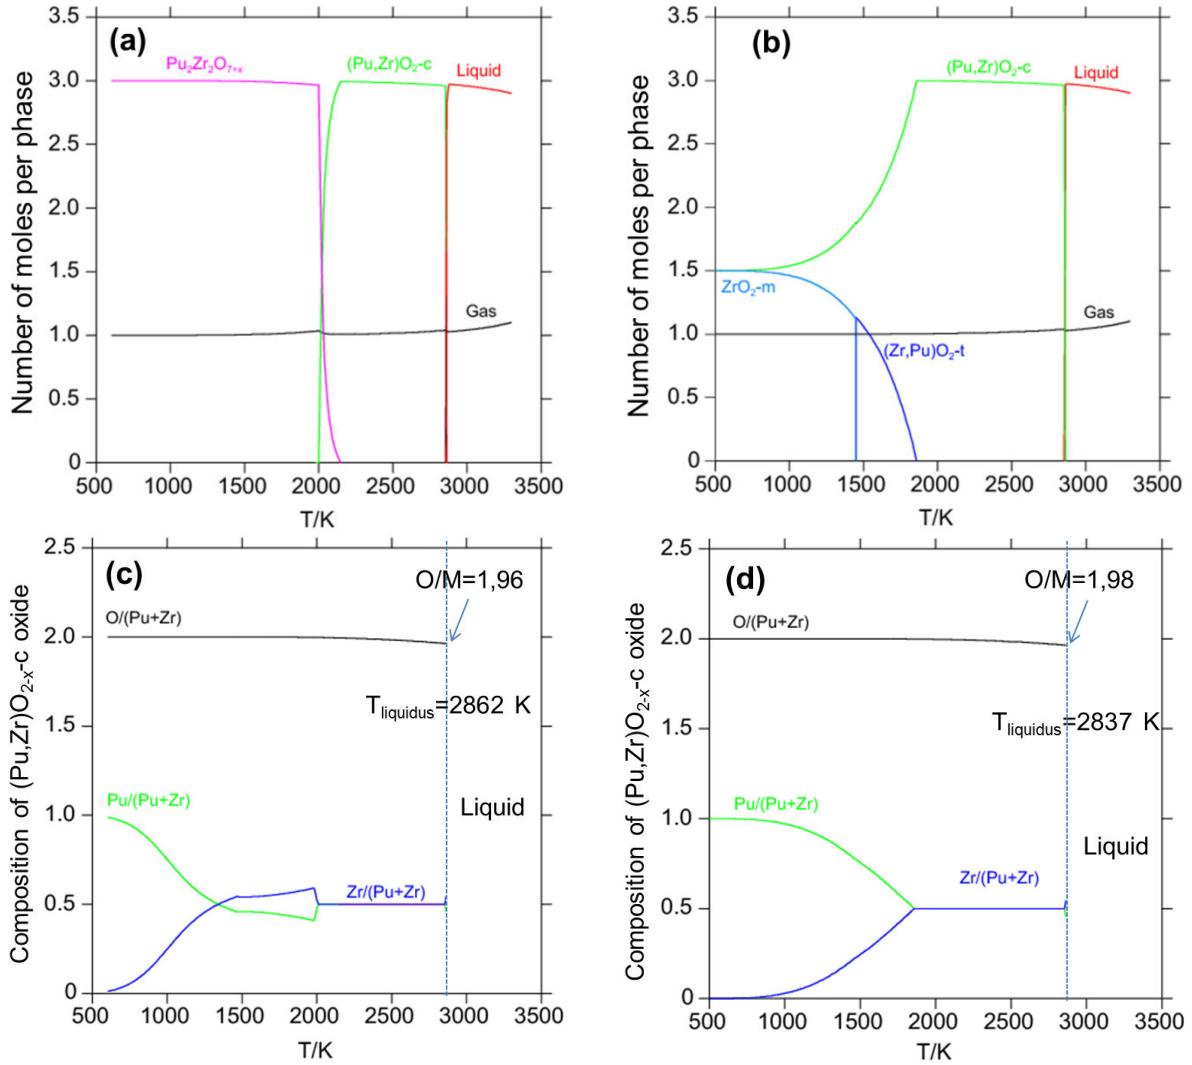 (a)
Number of moles per phase
3.5
3.0
2.5
2.0
1.5
1.0
0.5
0
Pu₂Zr₂O₇₊ₓ
(Pu,Zr)O₂-c
Liquid
Gas
500 1000 1500 2000 2500 3000 3500
T/K
(b)
Number of moles per phase
3.5
3.0
2.5
2.0
1.5
1.0
0.5
0
(Pu,Zr)O₂-c
Liquid
ZrO₂-m
Gas
(Zr,Pu)O₂-t
500 1000 1500 2000 2500 3000 3500
T/K
(c)
Composition of (Pu,Zr)O₂₋ₓ-c oxide
2.5
2.0
1.5
1.0
0.5
0
O/M=1,96
O/(Pu+Zr)
Tliquidus=2862 K
Pu/(Pu+Zr)
Liquid
Zr/(Pu+Zr)
500 1000 1500 2000 2500 3000 3500
T/K
(d)
Composition of (Pu,Zr)O₂₋ₓ-c oxide
2.5
2.0
1.5
1.0
0.5
0
O/M=1,98
O/(Pu+Zr)
Tliquidus=2837 K
Pu/(Pu+Zr)
Liquid
Zr/(Pu+Zr)
500 1000 1500 2000 2500 3000 3500
T/K